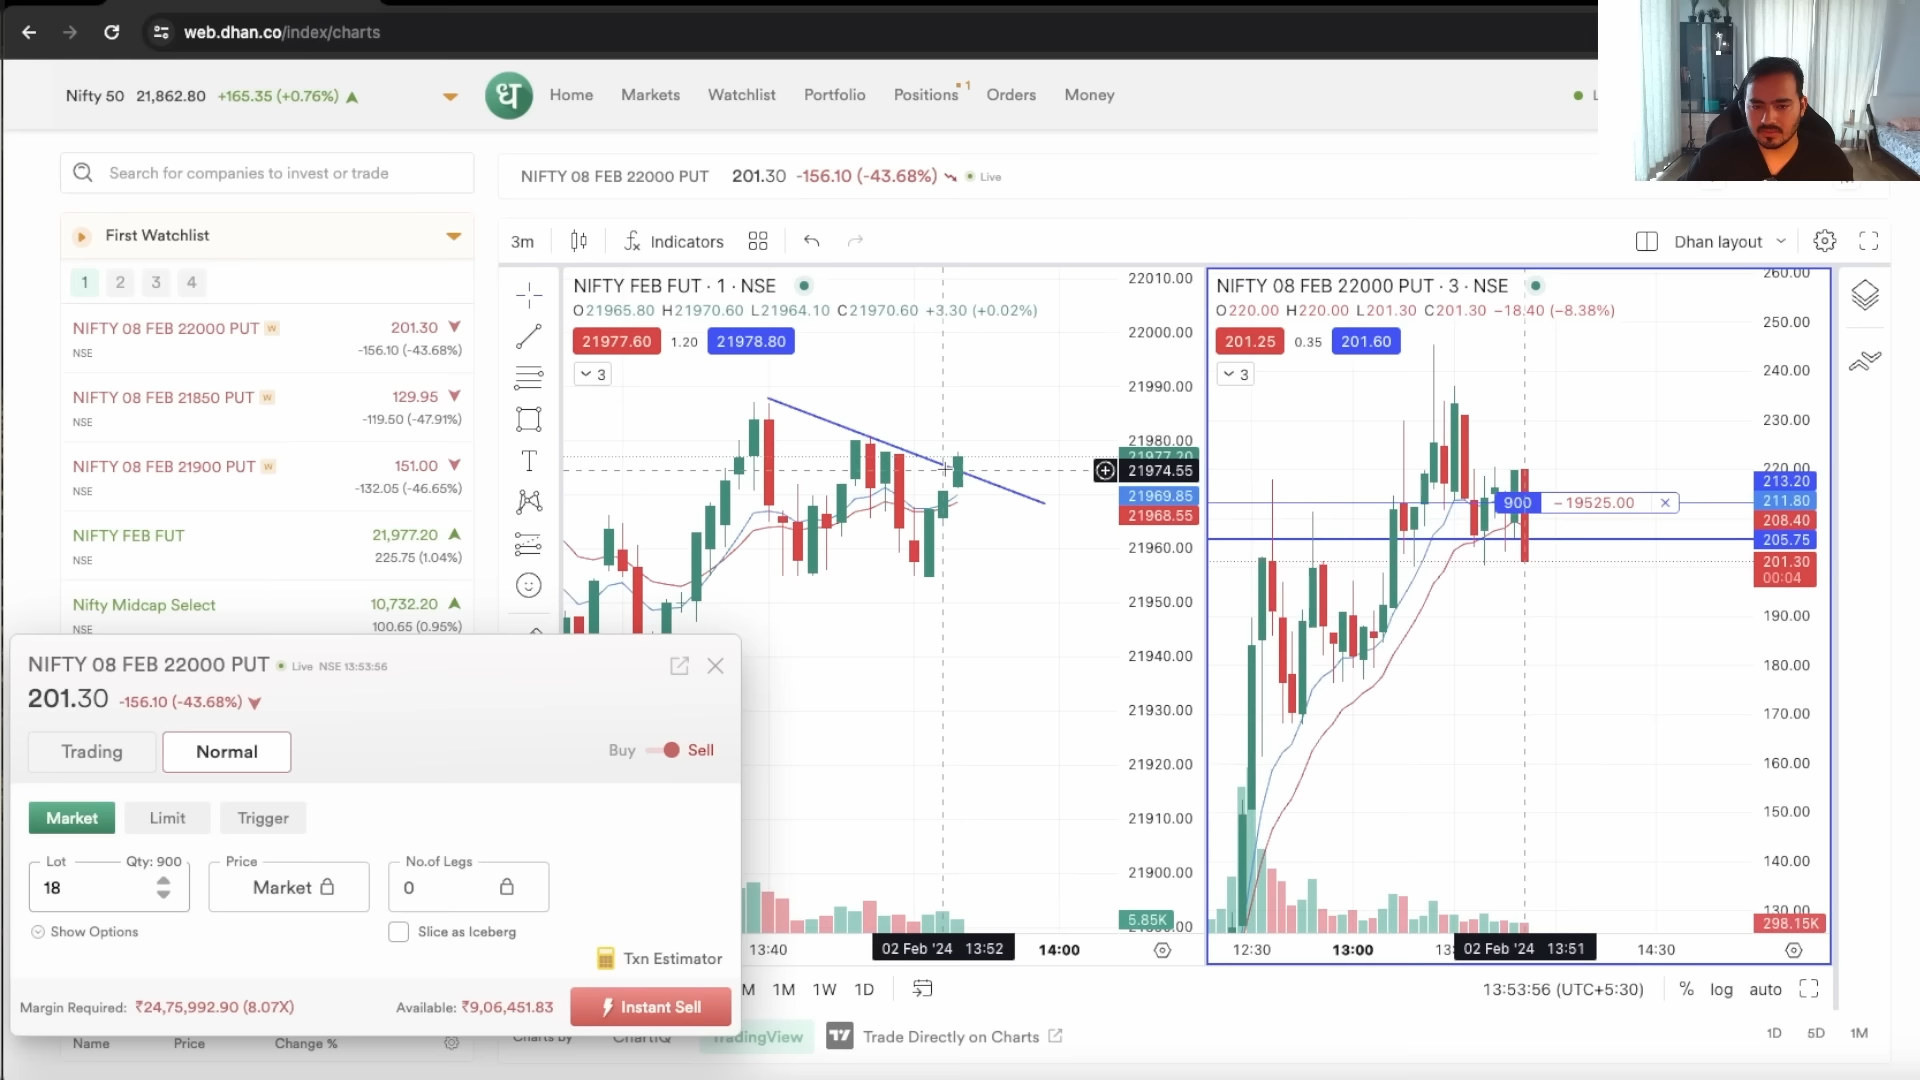 web.dhan.co/index/charts
Nifty 50 21,862.80 +165.35 (+0.76%)
ध Home Markets Watchlist Portfolio Positions 1 Orders Money
Search for companies to invest or trade
First Watchlist
1 2 3 4
NIFTY 08 FEB 22000 PUT W 201.30
NSE -156.10 (-43.68%)
NIFTY 08 FEB 21850 PUT W 129.95
NSE -119.50 (-47.91%)
NIFTY 08 FEB 21900 PUT W 151.00
NSE -132.05 (-46.65%)
NIFTY FEB FUT 21,977.20
NSE 225.75 (1.04%)
Nifty Midcap Select 10,732.20
NSE 100.65 (0.95%)
NIFTY 08 FEB 22000 PUT 201.30 -156.10 (-43.68%) Live
3m Indicators Dhan layout
NIFTY FEB FUT · 1 · NSE
O21965.80 H21970.60 L21964.10 C21970.60 +3.30 (+0.02%)
21977.60 1.20 21978.80
3
22010.00
22000.00
21990.00
21980.00
21977.20
21974.55
21969.85
21968.55
21960.00
21950.00
21940.00
21930.00
21920.00
21910.00
21900.00
5.85K
13:40 02 Feb '24 13:52 14:00
NIFTY 08 FEB 22000 PUT · 3 · NSE
O220.00 H220.00 L201.30 C201.30 −18.40 (−8.38%)
201.25 0.35 201.60
3
260.00
250.00
240.00
230.00
220.00
213.20
900 −19525.00
211.80
208.40
205.75
201.30
00:04
190.00
180.00
170.00
160.00
150.00
140.00
130.00
298.15K
12:30 13:00 02 Feb '24 13:51 14:30
NIFTY 08 FEB 22000 PUT Live NSE 13:53:56
201.30 -156.10 (-43.68%)
Trading Normal Buy Sell
Market Limit Trigger
Lot Qty: 900 Price No.of Legs
18 Market 0
Show Options Slice as Iceberg
Txn Estimator
Margin Required: ₹24,75,992.90 (8.07X) Available: ₹9,06,451.83 Instant Sell
Name Price Change %
M 1M 1W 1D 13:53:56 (UTC+5:30) % log auto
TradingView Trade Directly on Charts 1D 5D 1M